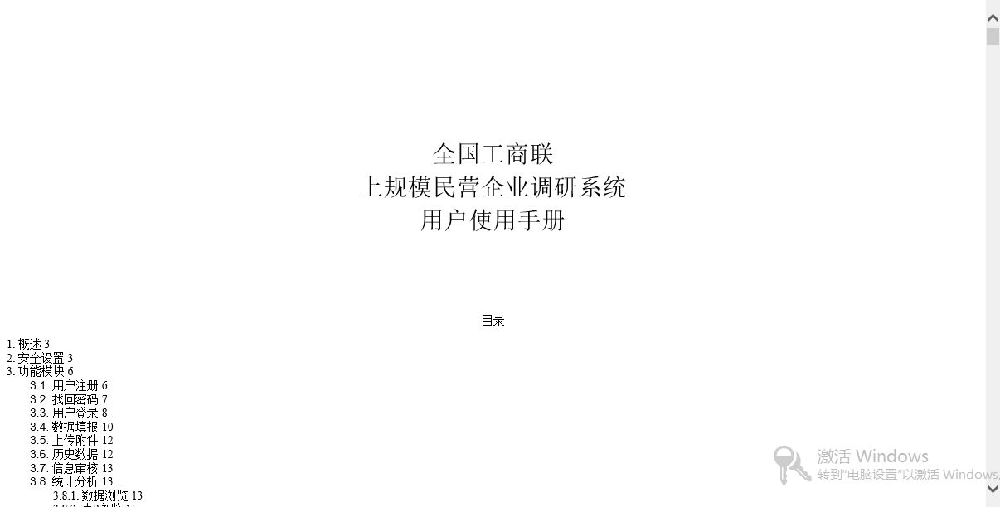 全国工商联
上规模民营企业调研系统
用户使用手册
目录
1. 概述 3
2. 安全设置 3
3. 功能模块 6
3.1. 用户注册 6
3.2. 找回密码 7
3.3. 用户登录 8
3.4. 数据填报 10
3.5. 上传附件 12
3.6. 历史数据 12
3.7. 信息审核 13
3.8. 统计分析 13
3.8.1. 数据浏览 13
激活 Windows
转到“电脑设置”以激活 Windows